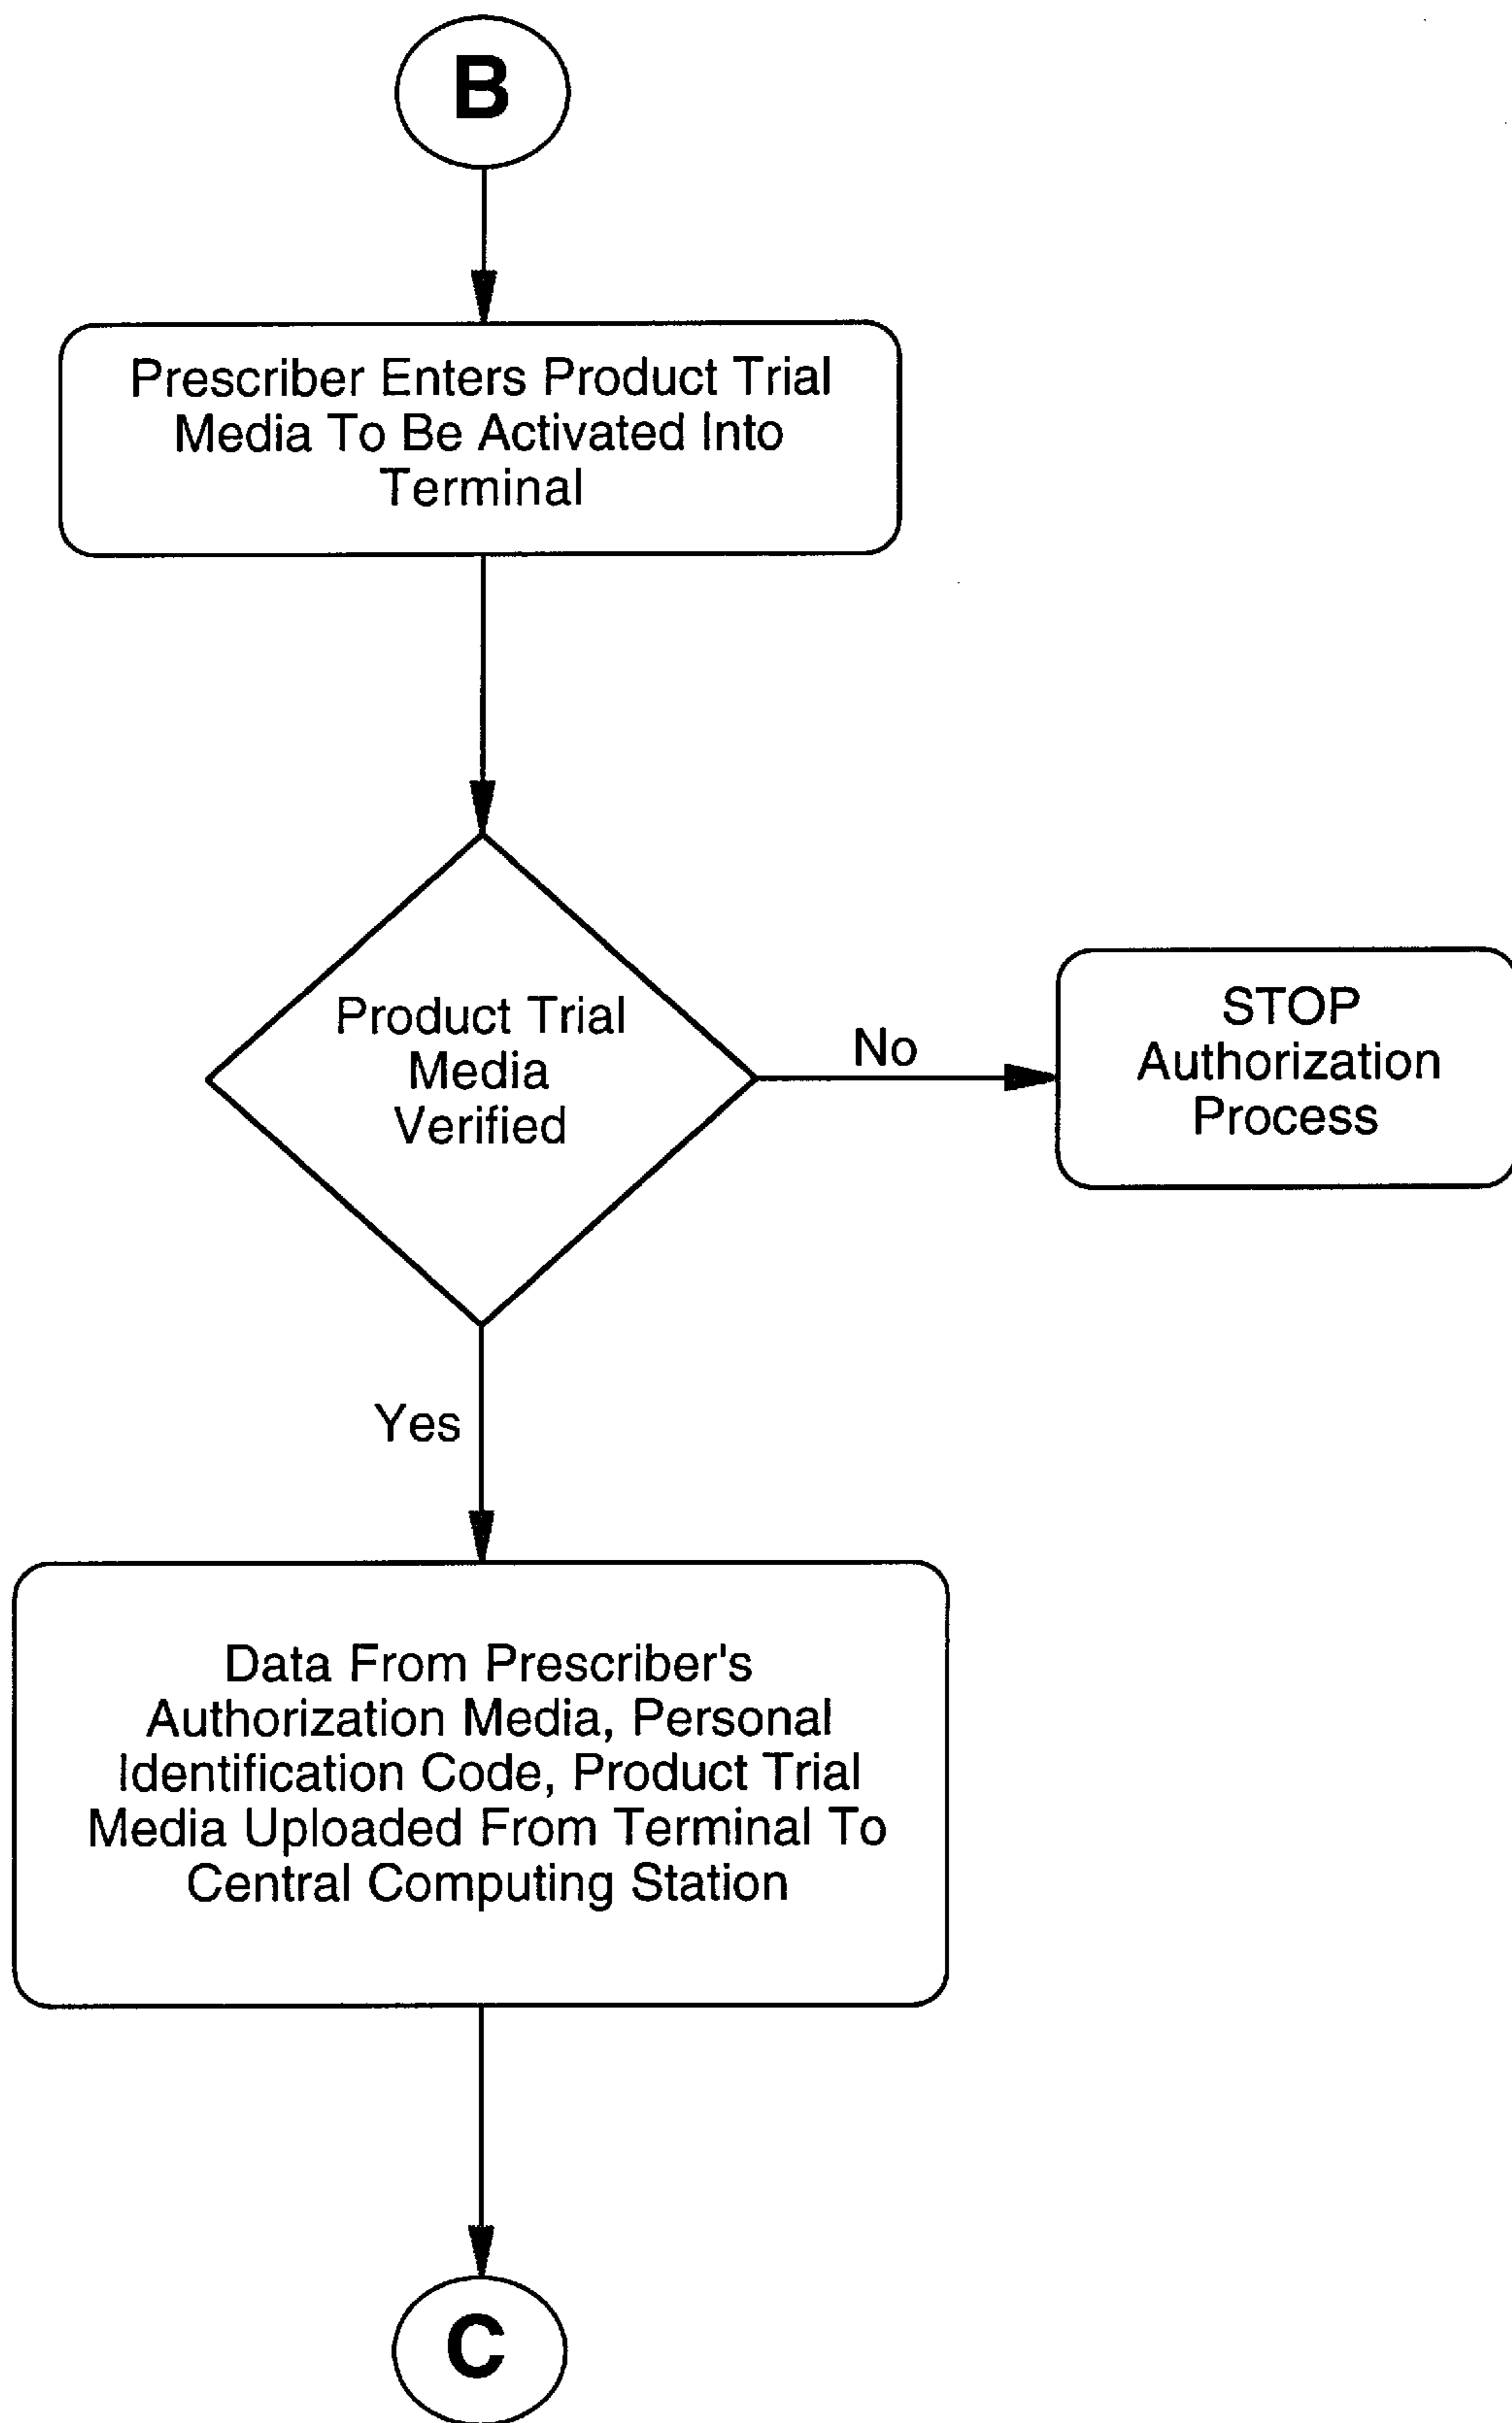 B
Prescriber Enters Product Trial
Media To Be Activated Into
Terminal
Product Trial
Media
Verified
No
STOP
Authorization
Process
Yes
Data From Prescriber's
Authorization Media, Personal
Identification Code, Product Trial
Media Uploaded From Terminal To
Central Computing Station
C